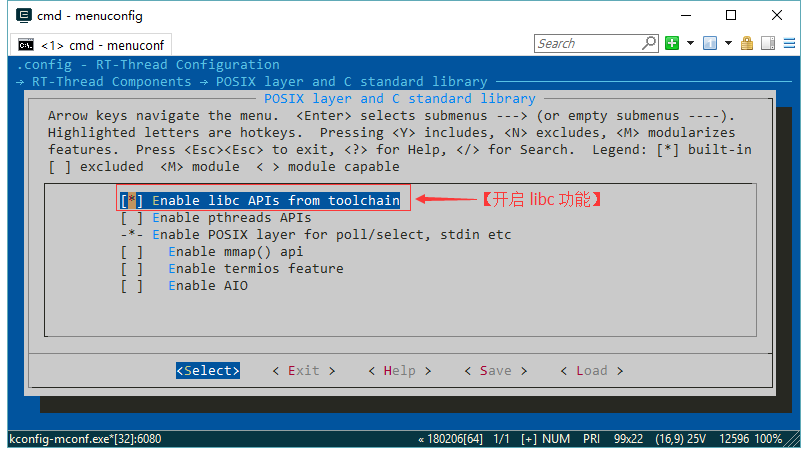 cmd - menuconfig
<1> cmd - menuconf
Search
.config - RT-Thread Configuration
→ RT-Thread Components → POSIX layer and C standard library
POSIX layer and C standard library
Arrow keys navigate the menu.  <Enter> selects submenus ---> (or empty submenus ----).
Highlighted letters are hotkeys.  Pressing <Y> includes, <N> excludes, <M> modularizes
features.  Press <Esc><Esc> to exit, <?> for Help, </> for Search.  Legend: [*] built-in
[ ] excluded  <M> module  < > module capable
[*] Enable libc APIs from toolchain 【开启 libc 功能】
[ ] Enable pthreads APIs
-*- Enable POSIX layer for poll/select, stdin etc
[ ]   Enable mmap() api
[ ]   Enable termios feature
[ ]   Enable AIO
<Select>    < Exit >    < Help >    < Save >    < Load >
kconfig-mconf.exe*[32]:6080 « 180206[64] 1/1 [+] NUM PRI 99x22 (16,9) 25V 12596 100%